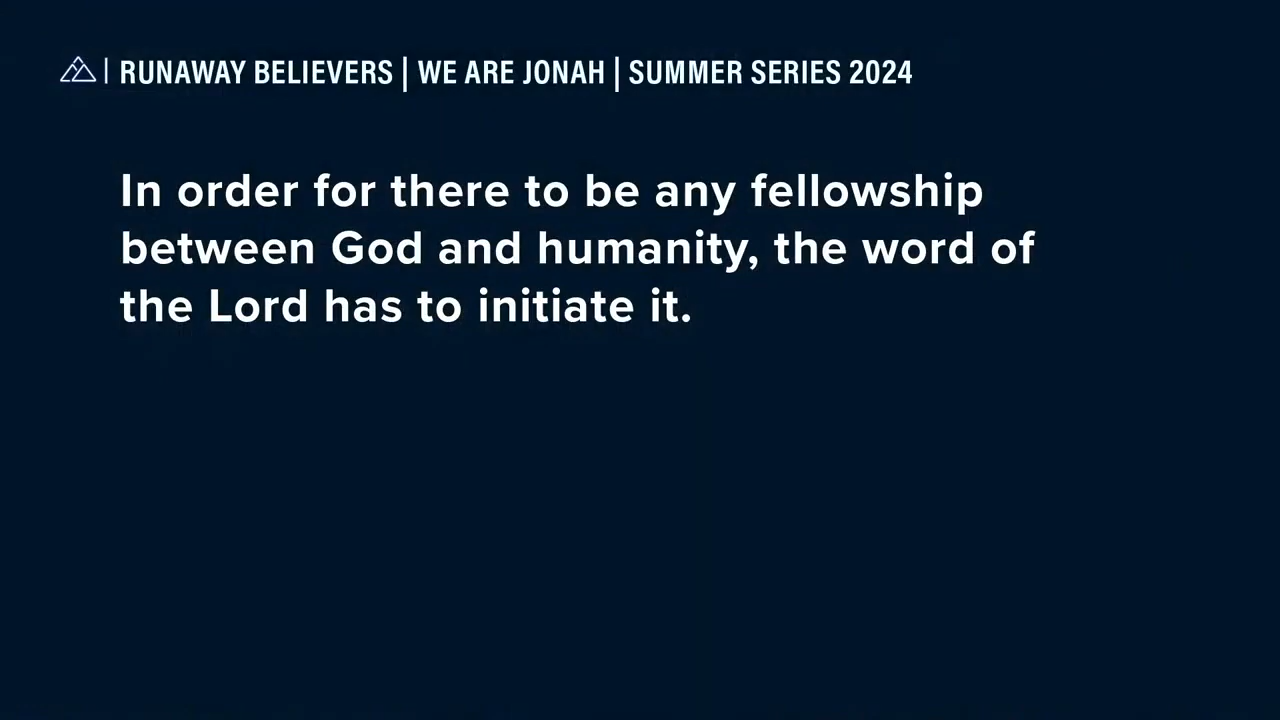 | RUNAWAY BELIEVERS | WE ARE JONAH | SUMMER SERIES 2024
In order for there to be any fellowship
between God and humanity, the word of
the Lord has to initiate it.